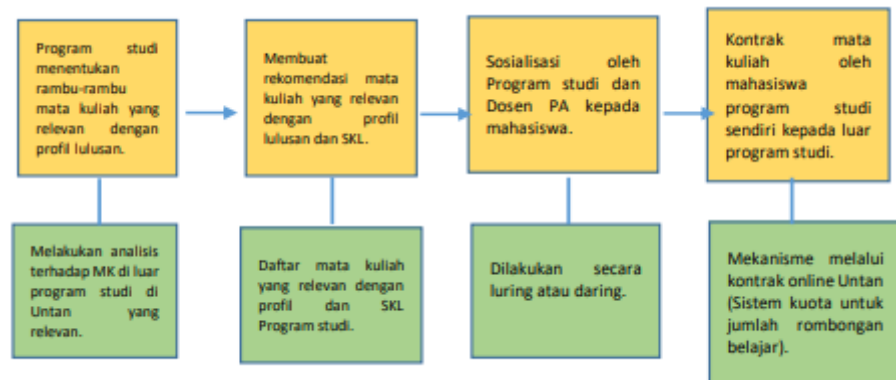 Program studi
menentukan
rambu-rambu
mata kuliah yang
relevan dengan
profil lulusan.
Membuat
rekomendasi mata
kuliah yang relevan
dengan profil
lulusan dan SKL.
Sosialisasi oleh
Program studi dan
Dosen PA kepada
mahasiswa.
Kontrak mata
kuliah oleh
mahasiswa
program studi
sendiri kepada luar
program studi.
Melakukan analisis
terhadap MK di luar
program studi di
Untan yang
relevan.
Daftar mata kuliah
yang relevan dengan
profil dan SKL
Program studi.
Dilakukan secara
luring atau daring.
Mekanisme melalui
kontrak online Untan
(Sistem kuota untuk
jumlah rombongan
belajar).